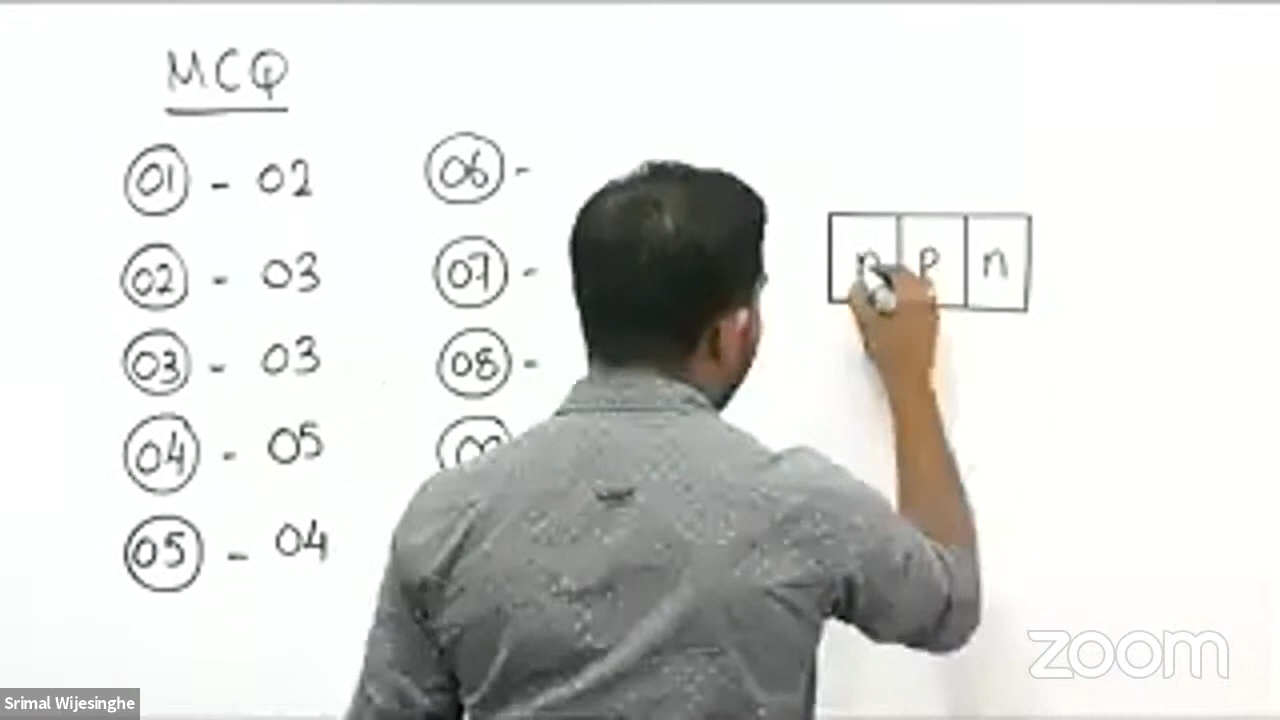 MCQ
01 - 02
02 - 03
03 - 03
04 - 05
05 - 04
06 -
07 -
08 -
n p n
zoom
Srimal Wijesinghe